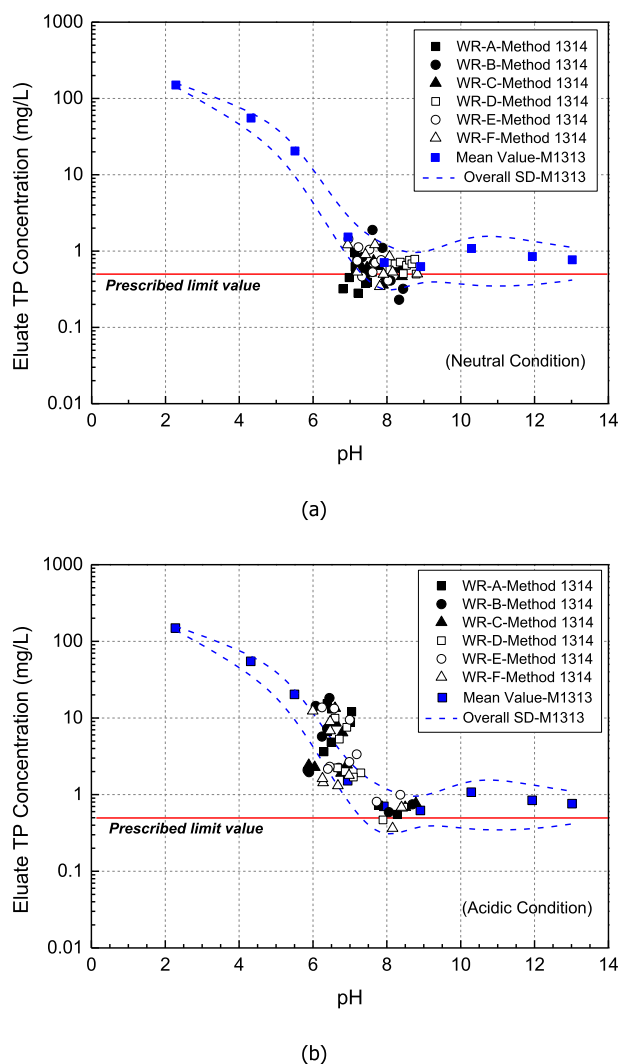 (a)
1000
100
10
1
0.1
0.01
Eluate TP Concentration (mg/L)
WR-A-Method 1314
WR-B-Method 1314
WR-C-Method 1314
WR-D-Method 1314
WR-E-Method 1314
WR-F-Method 1314
Mean Value-M1313
Overall SD-M1313
Prescribed limit value
(Neutral Condition)
0 2 4 6 8 10 12 14
pH
(a)
1000
100
10
1
0.1
0.01
Eluate TP Concentration (mg/L)
WR-A-Method 1314
WR-B-Method 1314
WR-C-Method 1314
WR-D-Method 1314
WR-E-Method 1314
WR-F-Method 1314
Mean Value-M1313
Overall SD-M1313
Prescribed limit value
(Acidic Condition)
0 2 4 6 8 10 12 14
pH
(b)